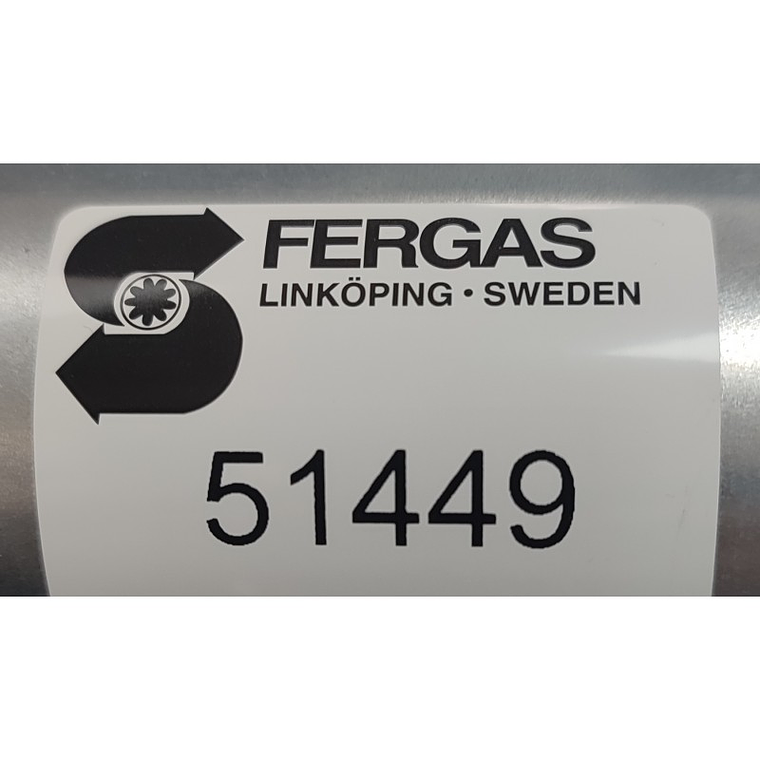 FERGAS
LINKÖPING • SWEDEN
51449